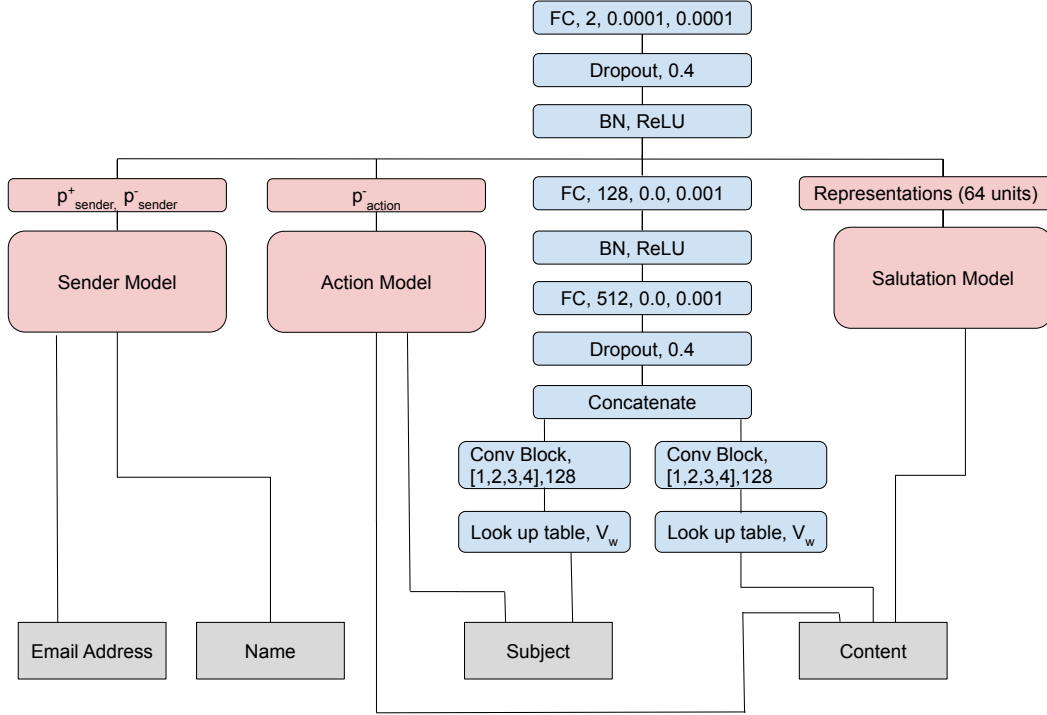 FC, 2, 0.0001, 0.0001
Dropout, 0.4
BN, ReLU
p⁺sender, p⁻sender
p⁻action
FC, 128, 0.0, 0.001
Representations (64 units)
BN, ReLU
Sender Model
Action Model
Salutation Model
FC, 512, 0.0, 0.001
Dropout, 0.4
Concatenate
Conv Block,
[1,2,3,4],128
Conv Block,
[1,2,3,4],128
Look up table, V_w
Look up table, V_w
Email Address
Name
Subject
Content